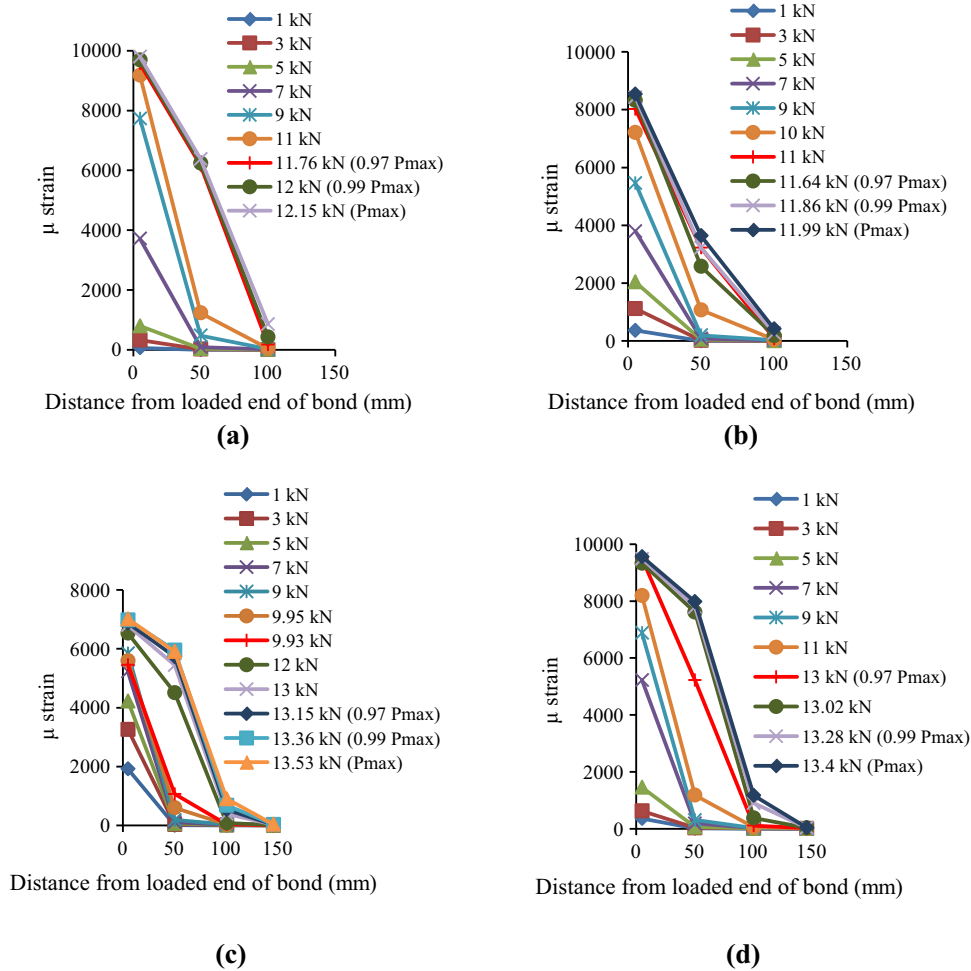 1 kN
3 kN
5 kN
7 kN
9 kN
11 kN
11.76 kN (0.97 Pmax)
12 kN (0.99 Pmax)
12.15 kN (Pmax)
10000
8000
6000
4000
2000
0
0 50 100 150
μ strain
Distance from loaded end of bond (mm)
(a)
1 kN
3 kN
5 kN
7 kN
9 kN
10 kN
11 kN
11.64 kN (0.97 Pmax)
11.86 kN (0.99 Pmax)
11.99 kN (Pmax)
10000
8000
6000
4000
2000
0
0 50 100 150
μ strain
Distance from loaded end of bond (mm)
(b)
1 kN
3 kN
5 kN
7 kN
9 kN
9.95 kN
9.93 kN
12 kN
13 kN
13.15 kN (0.97 Pmax)
13.36 kN (0.99 Pmax)
13.53 kN (Pmax)
8000
6000
4000
2000
0
0 50 100 150
μ strain
Distance from loaded end of bond (mm)
(c)
1 kN
3 kN
5 kN
7 kN
9 kN
11 kN
13 kN (0.97 Pmax)
13.02 kN
13.28 kN (0.99 Pmax)
13.4 kN (Pmax)
10000
8000
6000
4000
2000
0
0 50 100 150
μ strain
Distance from loaded end of bond (mm)
(d)